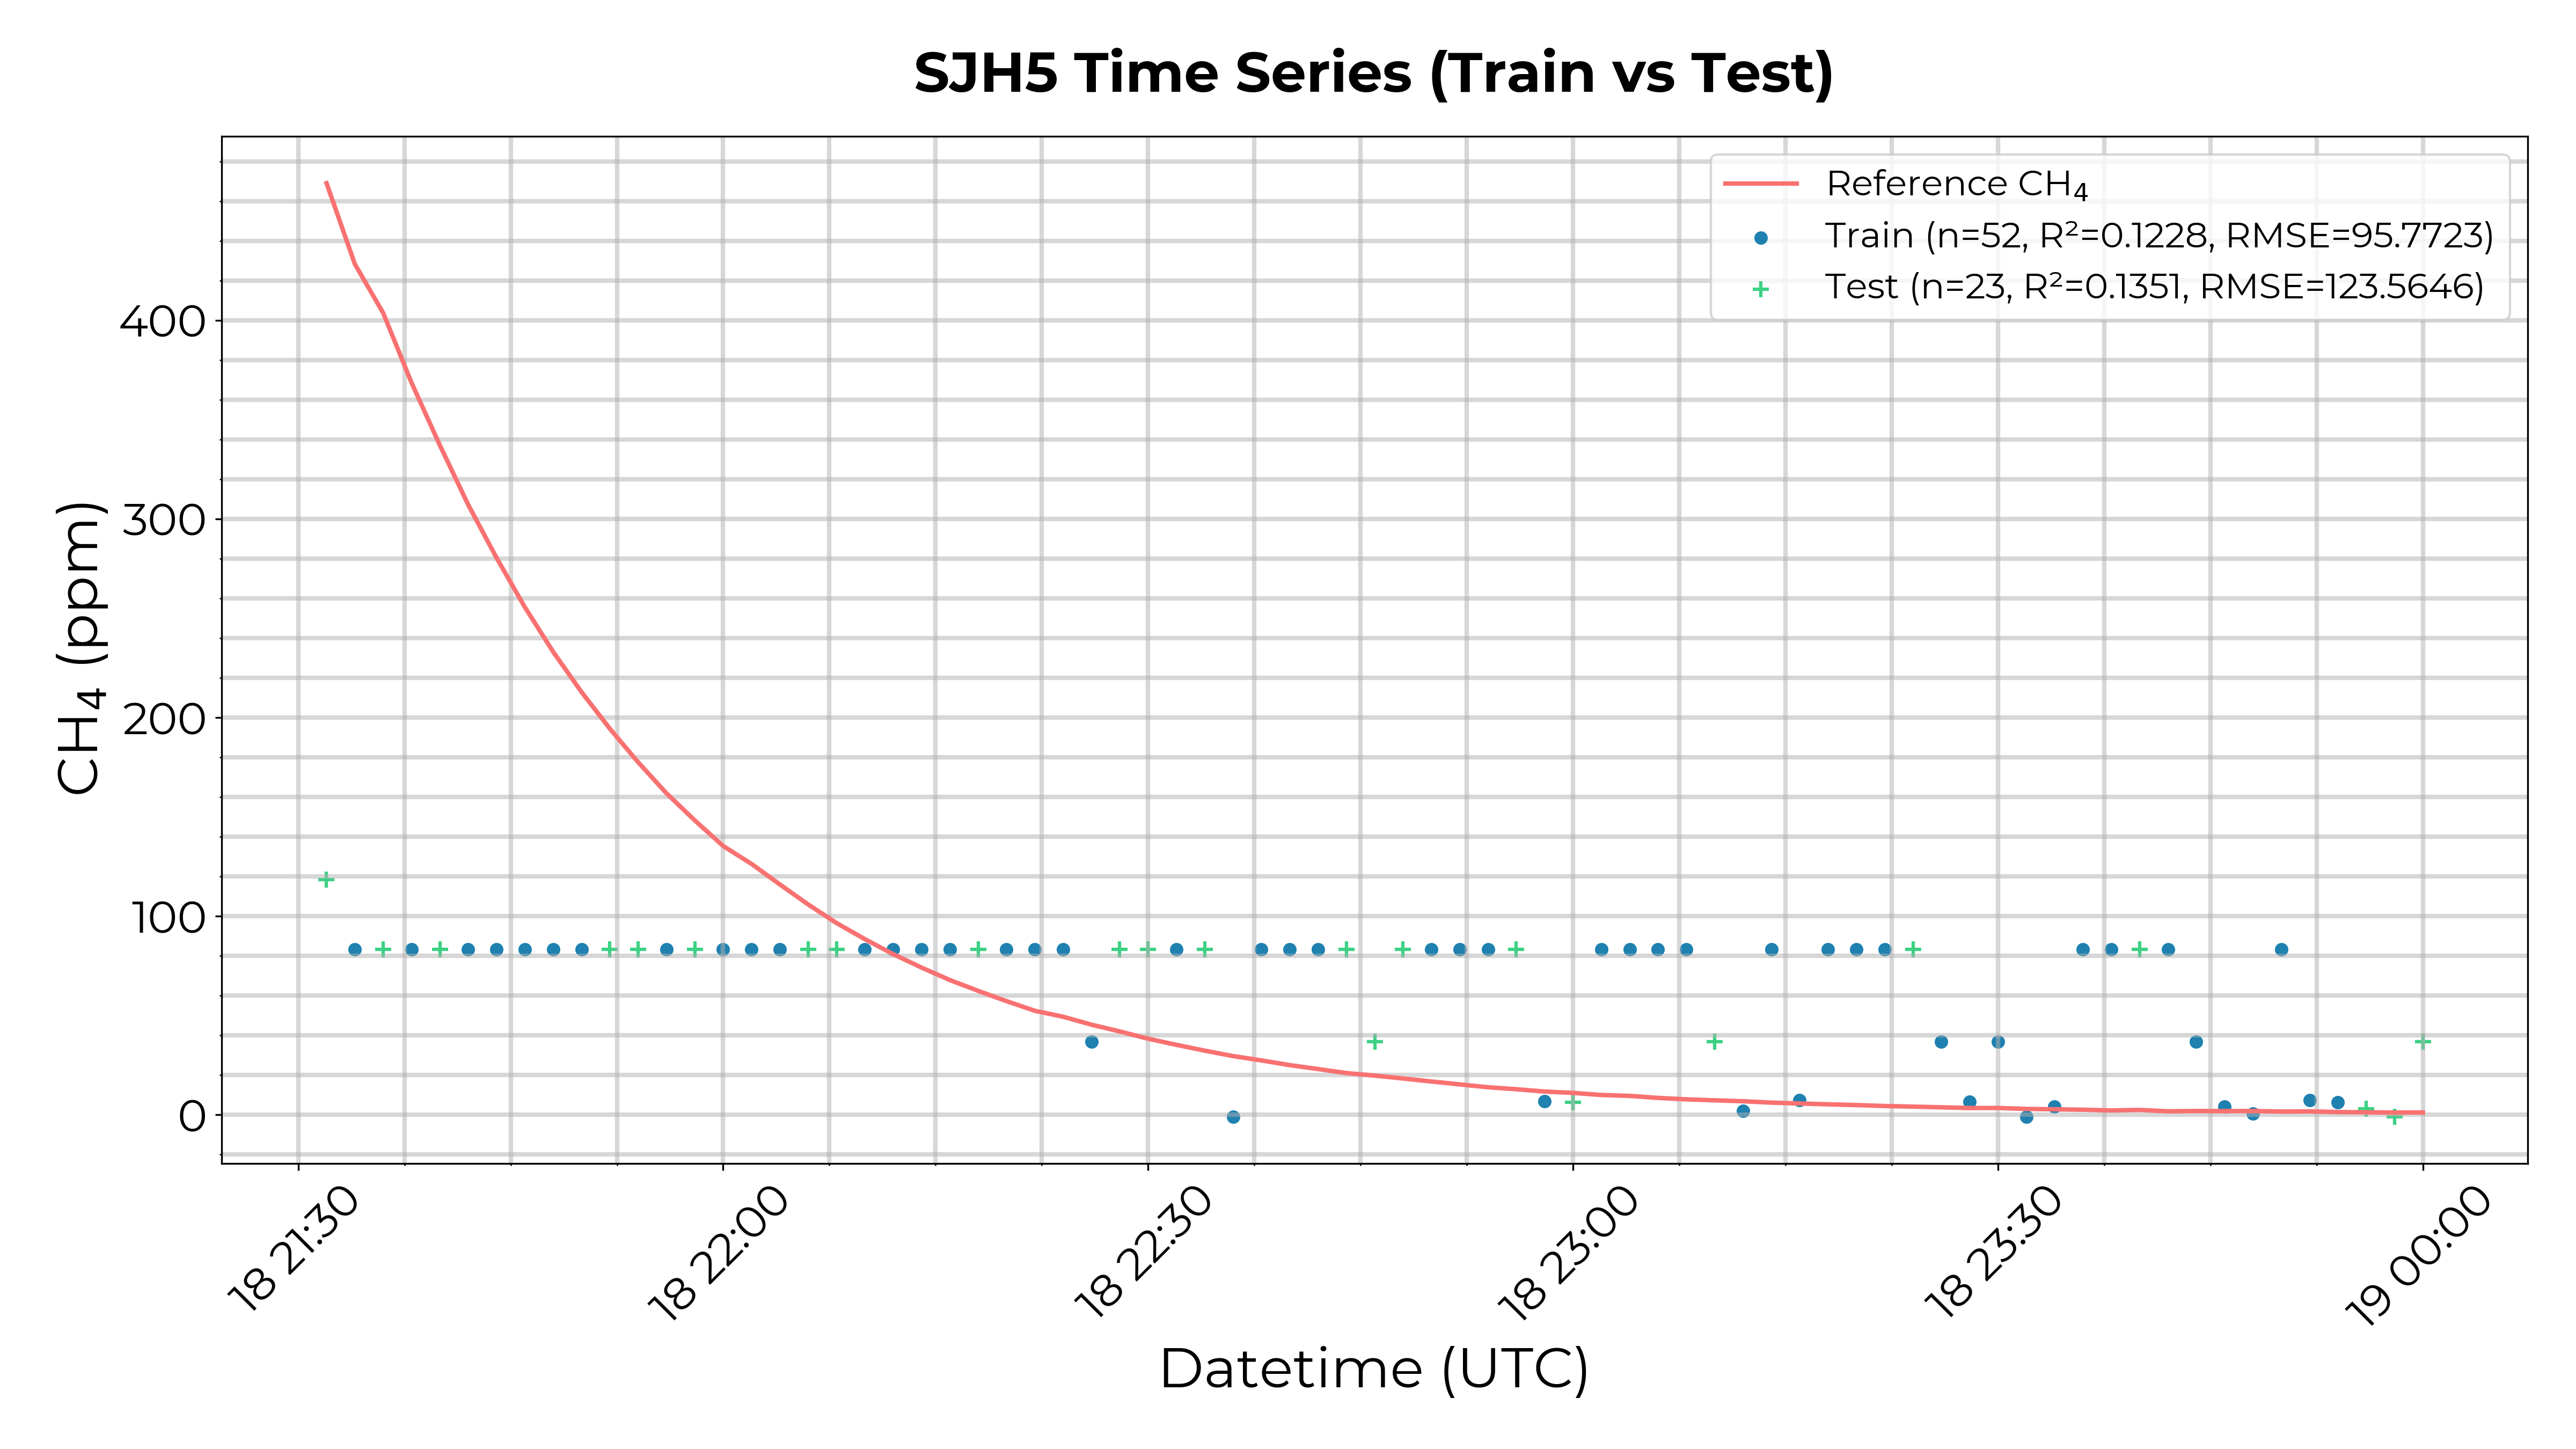 SJH5 Time Series (Train vs Test)
Reference CH₄
Train (n=52, R²=0.1228, RMSE=95.7723)
Test (n=23, R²=0.1351, RMSE=123.5646)
CH₄ (ppm)
400
300
200
100
0
18 21:30
18 22:00
18 22:30
18 23:00
18 23:30
19 00:00
Datetime (UTC)